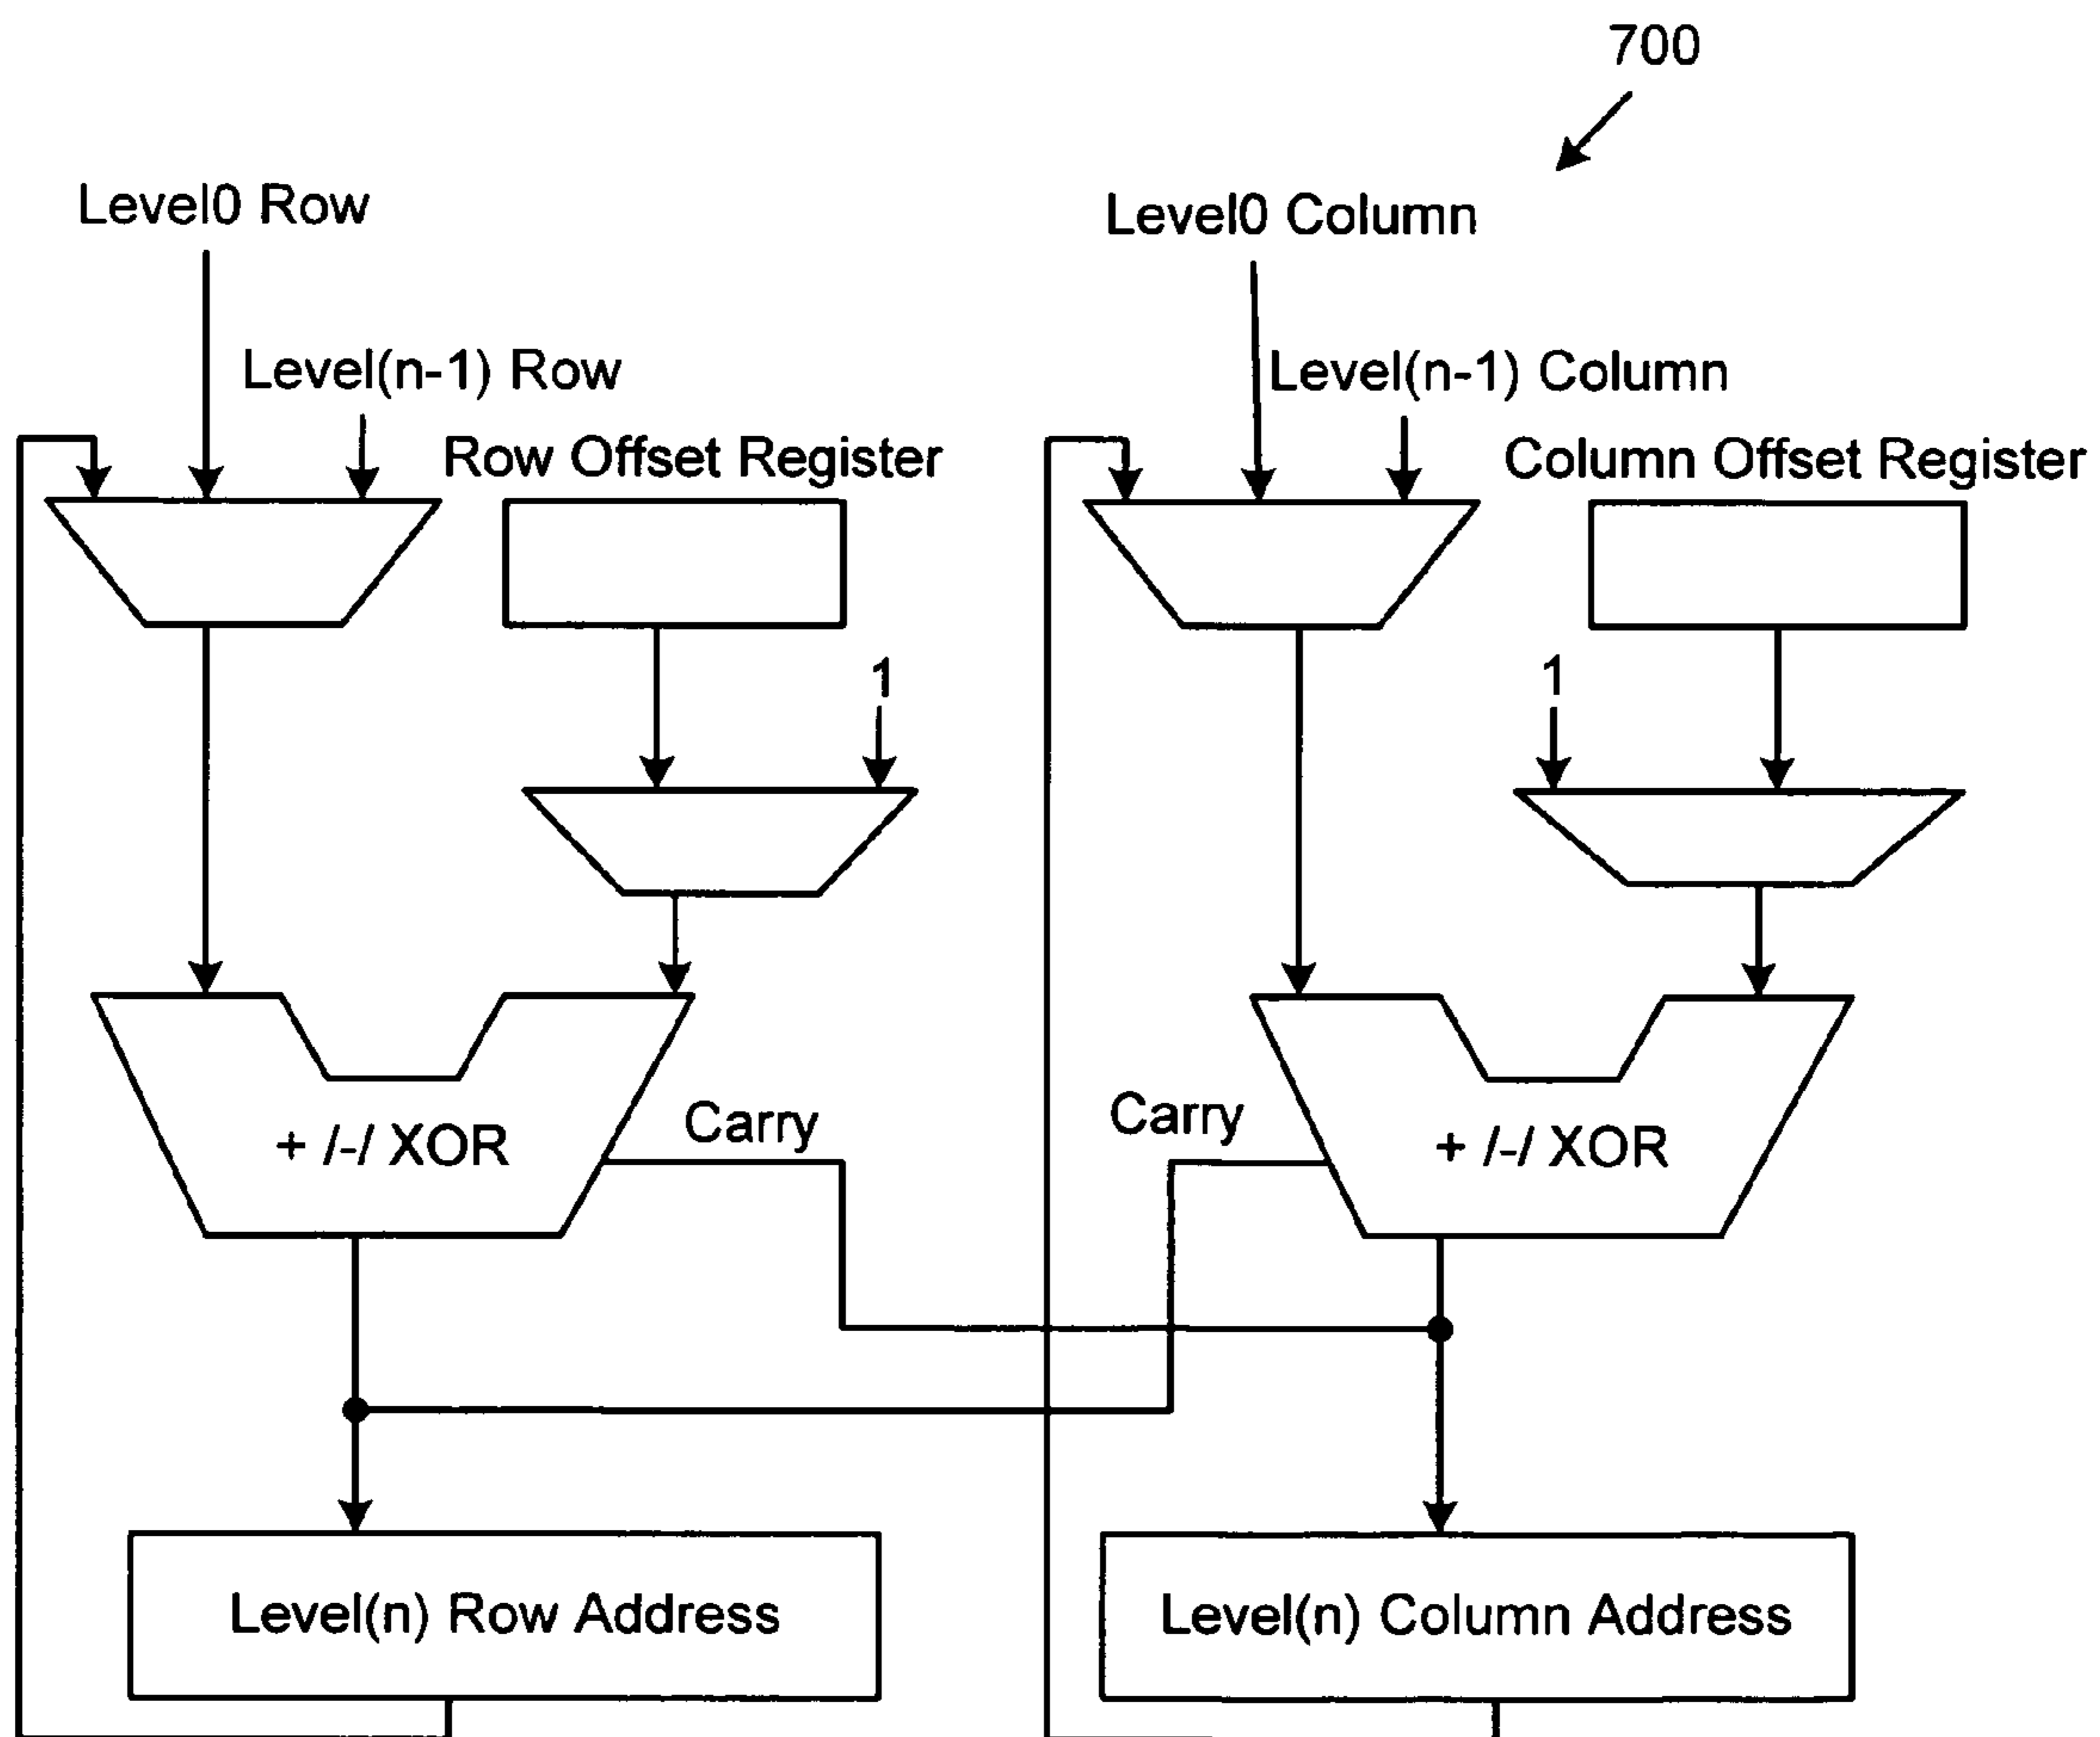 700
Level0 Row
Level0 Column
Level(n-1) Row
Level(n-1) Column
Row Offset Register
Column Offset Register
1
1
+ /-/ XOR
Carry
Carry
+ /-/ XOR
Level(n) Row Address
Level(n) Column Address